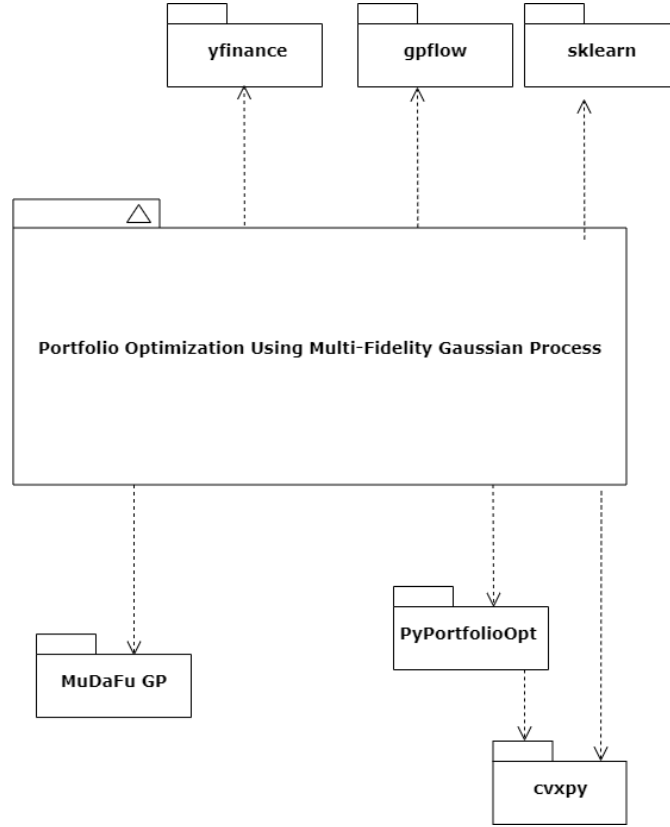 yfinance
gpflow
sklearn
Portfolio Optimization Using Multi-Fidelity Gaussian Process
PyPortfolioOpt
MuDaFu GP
cvxpy